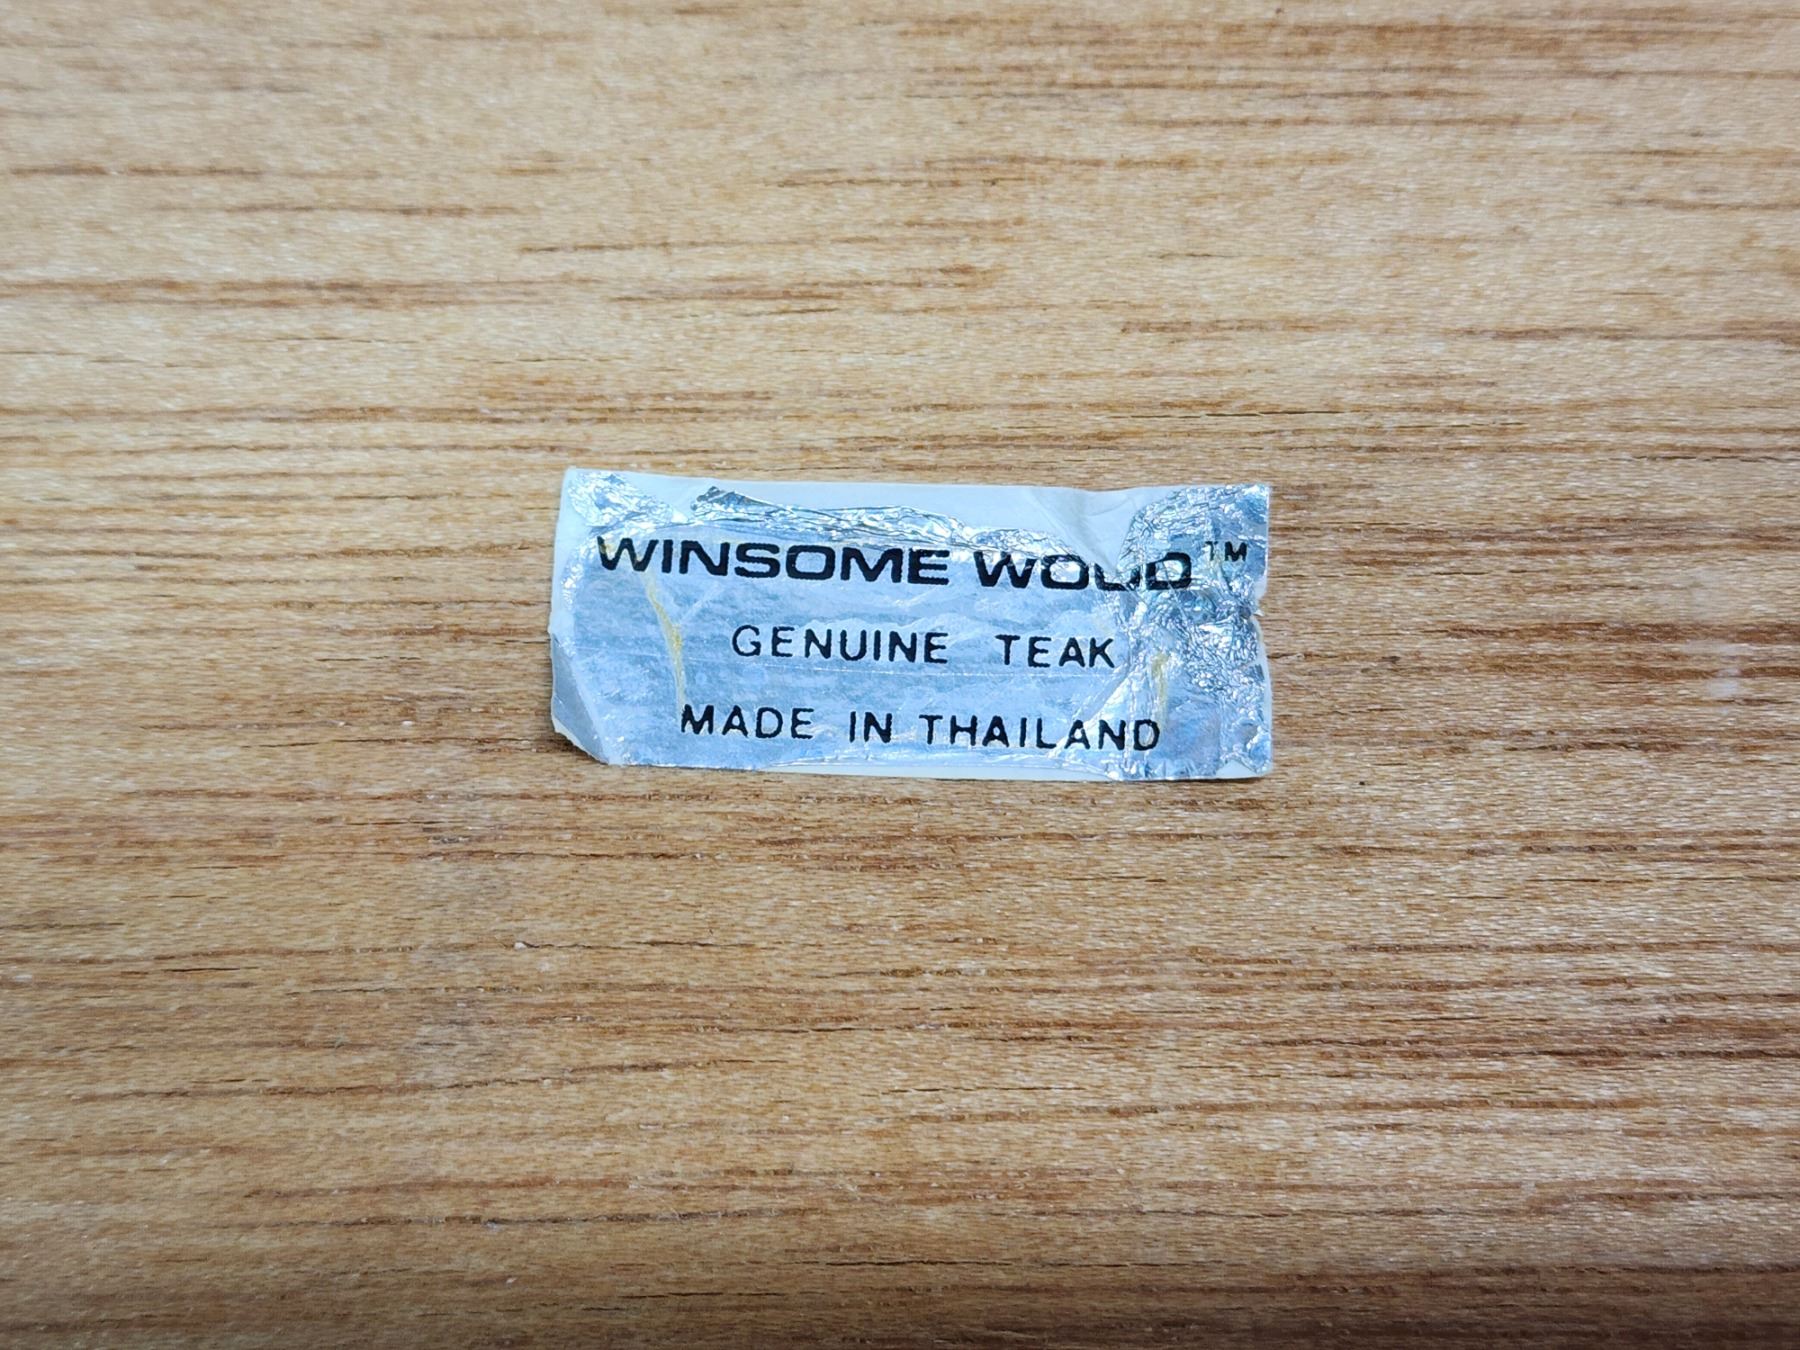 WINSOME WOOD™
GENUINE TEAK
MADE IN THAILAND